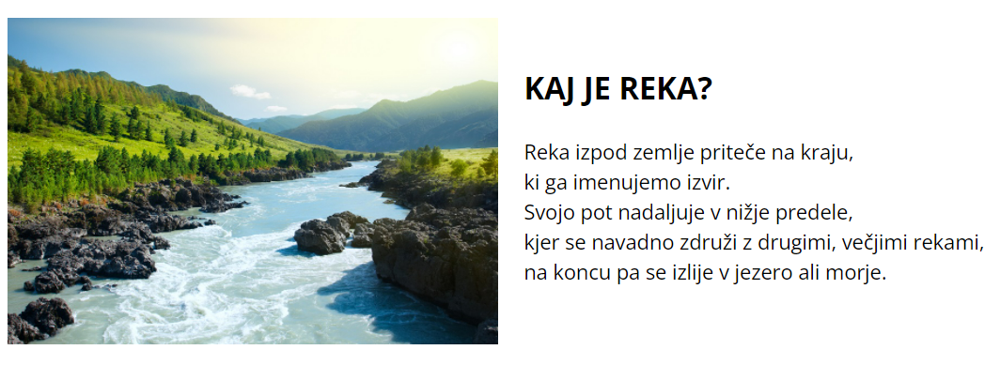 KAJ JE REKA?
Reka izpod zemlje priteče na kraju,
ki ga imenujemo izvir.
Svojo pot nadaljuje v nižje predele,
kjer se navadno združi z drugimi, večjimi rekami,
na koncu pa se izlije v jezero ali morje.